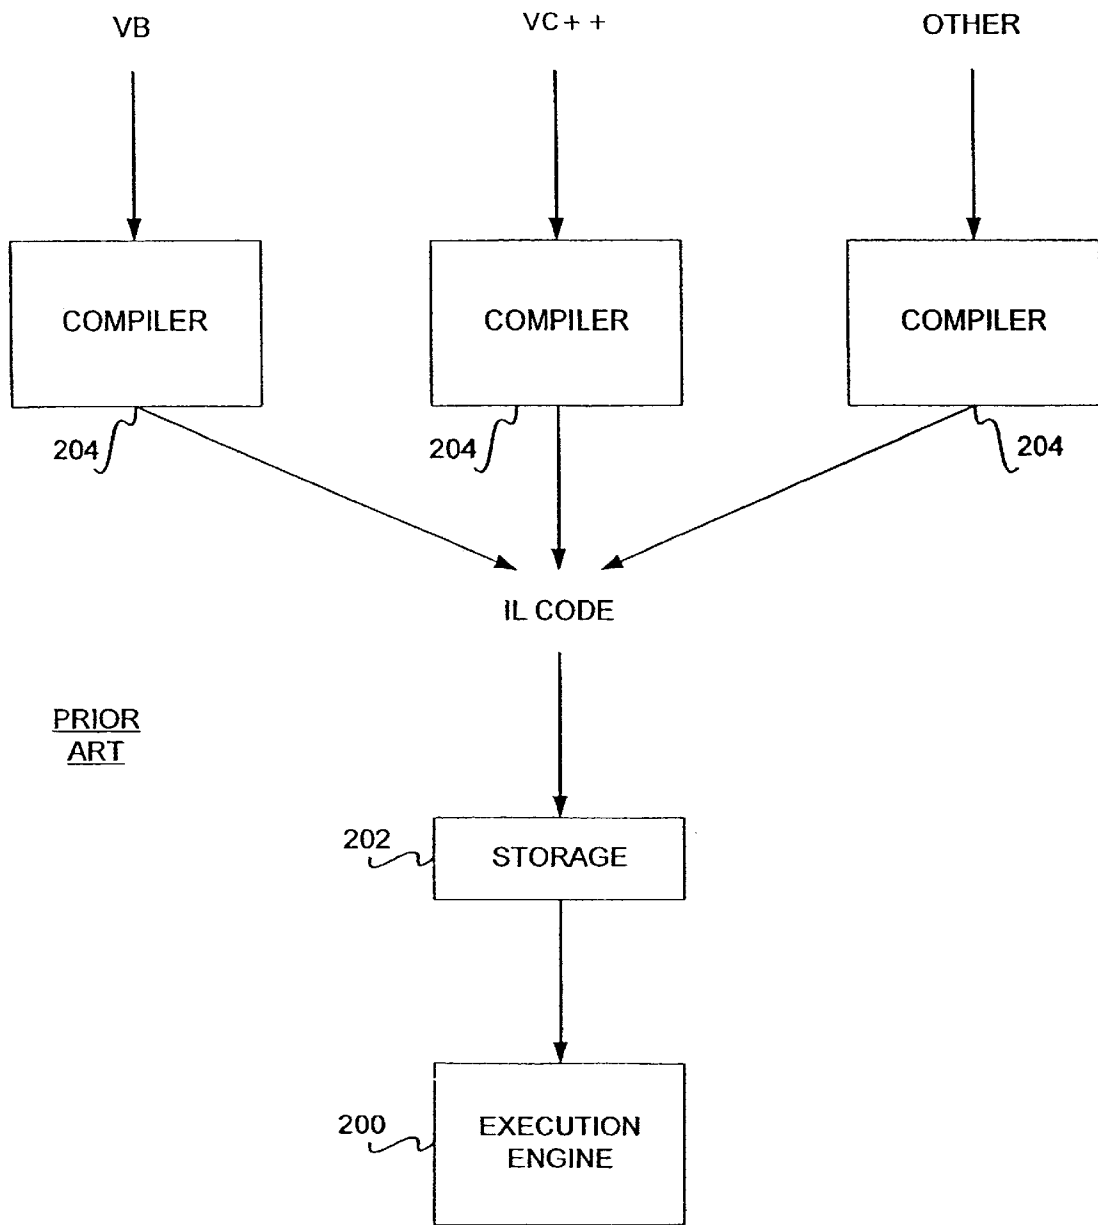 VB
VC++
OTHER
COMPILER
COMPILER
COMPILER
204
204
204
IL CODE
PRIOR
ART
202
STORAGE
200
EXECUTION
ENGINE